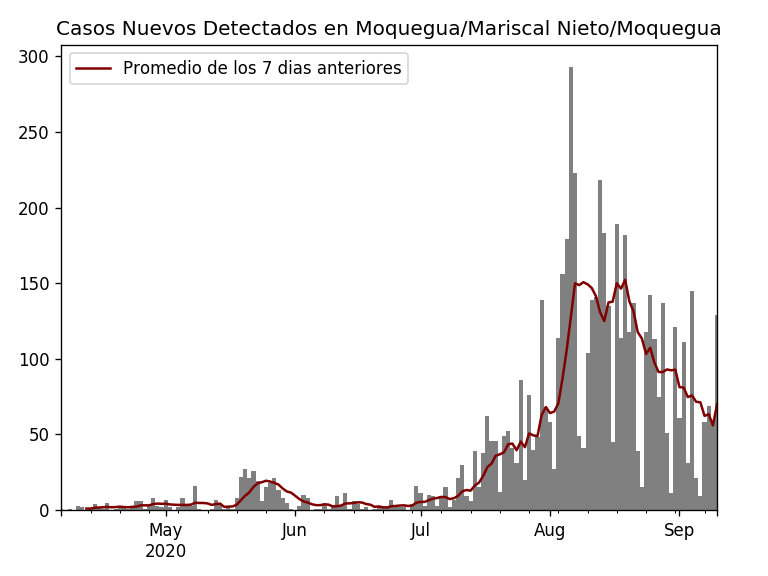 Casos Nuevos Detectados en Moquegua/Mariscal Nieto/Moquegua
Promedio de los 7 dias anteriores
300
250
200
150
100
50
0
May Jun Jul Aug Sep
2020